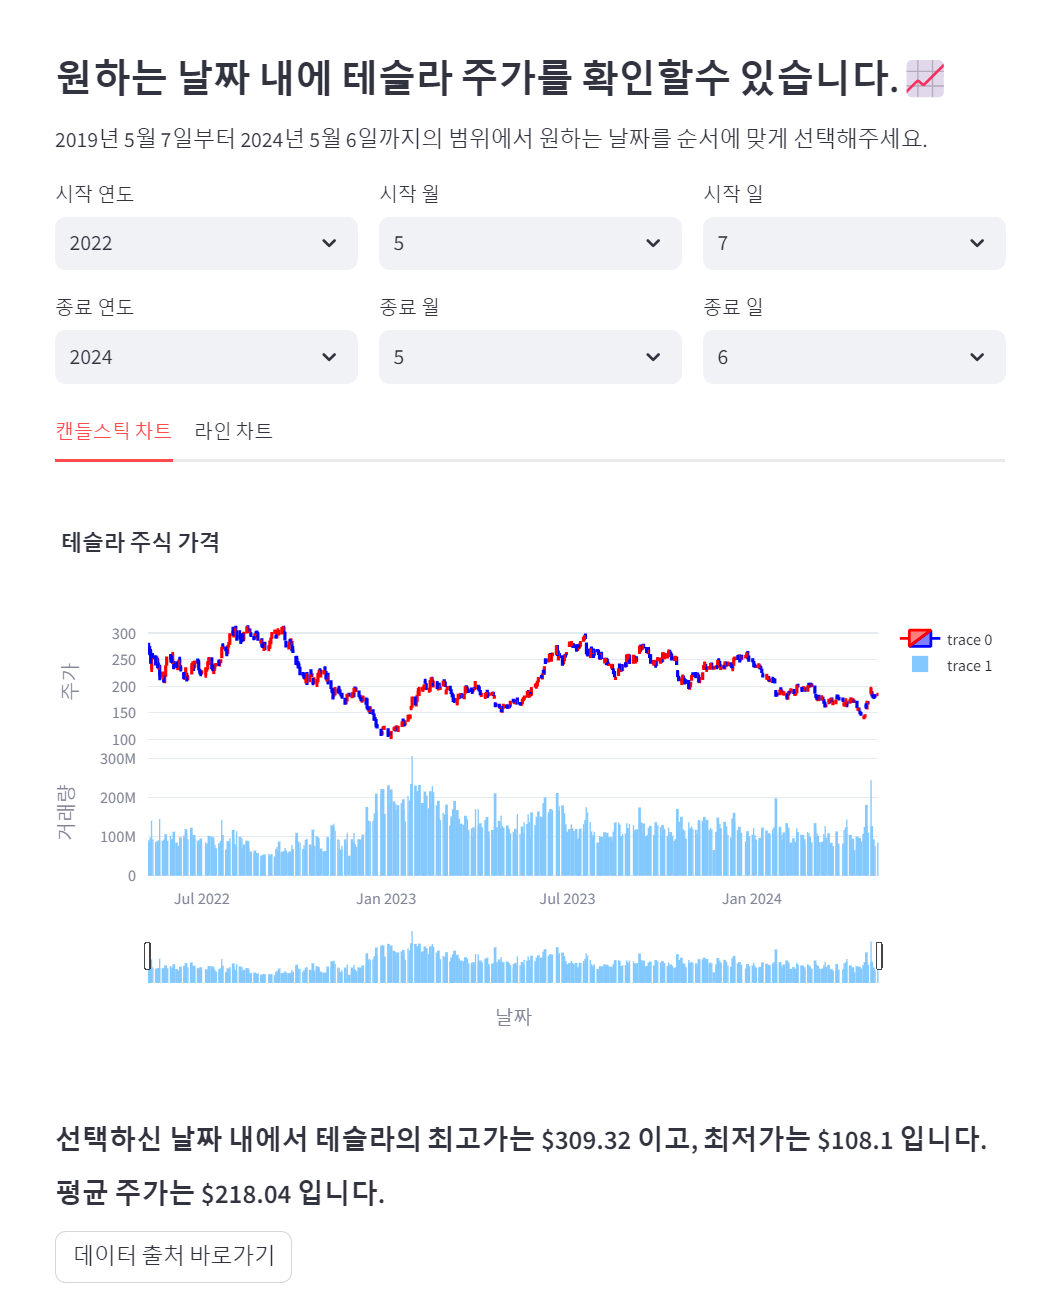 원하는 날짜 내에 테슬라 주가를 확인할수 있습니다.
2019년 5월 7일부터 2024년 5월 6일까지의 범위에서 원하는 날짜를 순서에 맞게 선택해주세요.
시작 연도 시작 월 시작 일
2022 5 7
종료 연도 종료 월 종료 일
2024 5 6
캔들스틱 차트 라인 차트
테슬라 주식 가격
주가
300
250
200
150
100
trace 0
trace 1
거래량
300M
200M
100M
0
Jul 2022 Jan 2023 Jul 2023 Jan 2024
날짜
선택하신 날짜 내에서 테슬라의 최고가는 $309.32 이고, 최저가는 $108.1 입니다.
평균 주가는 $218.04 입니다.
데이터 출처 바로가기